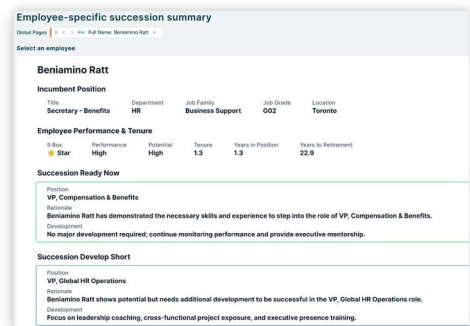 Employee-specific succession summary
Global Pages Full Name: Beniamino Ratt ×
Select an employee
Beniamino Ratt
Incumbent Position
Title Department Job Family Job Grade Location
Secretary - Benefits HR Business Support G02 Toronto
Employee Performance & Tenure
9 Box Performance Potential Tenure Years in Position Years to Retirement
Star High High 1.3 1.3 22.9
Succession Ready Now
Position
VP, Compensation & Benefits
Rationale
Beniamino Ratt has demonstrated the necessary skills and experience to step into the role of VP, Compensation & Benefits.
Development
No major development required; continue monitoring performance and provide executive mentorship.
Succession Develop Short
Position
VP, Global HR Operations
Rationale
Beniamino Ratt shows potential but needs additional development to be successful in the VP, Global HR Operations role.
Development
Focus on leadership coaching, cross-functional project exposure, and executive presence training.